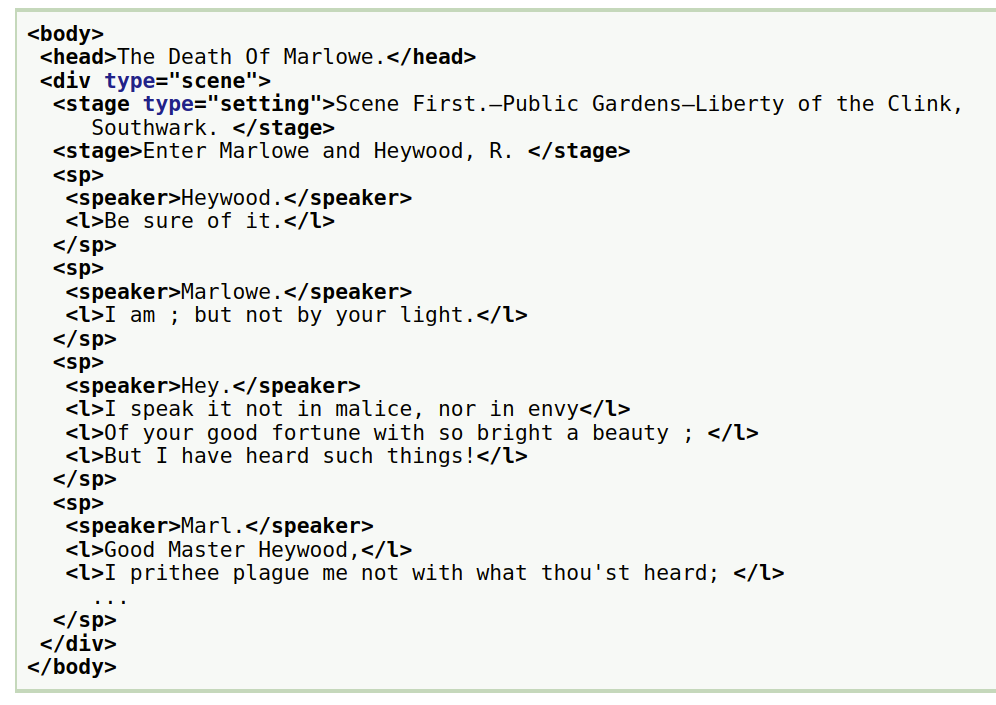 <body>
<head>The Death Of Marlowe.</head>
<div type="scene">
<stage type="setting">Scene First.—Public Gardens—Liberty of the Clink,
Southwark. </stage>
<stage>Enter Marlowe and Heywood, R. </stage>
<sp>
<speaker>Heywood.</speaker>
<l>Be sure of it.</l>
</sp>
<sp>
<speaker>Marlowe.</speaker>
<l>I am ; but not by your light.</l>
</sp>
<sp>
<speaker>Hey.</speaker>
<l>I speak it not in malice, nor in envy</l>
<l>Of your good fortune with so bright a beauty ; </l>
<l>But I have heard such things!</l>
</sp>
<sp>
<speaker>Marl.</speaker>
<l>Good Master Heywood,</l>
<l>I prithee plague me not with what thou'st heard; </l>
...
</sp>
</div>
</body>